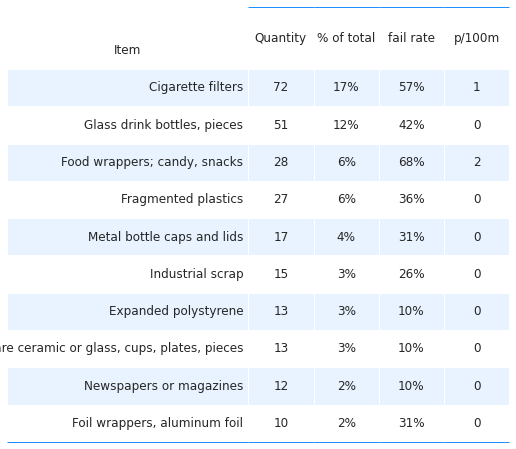 Item Quantity % of total fail rate p/100m
Cigarette filters 72 17% 57% 1
Glass drink bottles, pieces 51 12% 42% 0
Food wrappers; candy, snacks 28 6% 68% 2
Fragmented plastics 27 6% 36% 0
Metal bottle caps and lids 17 4% 31% 0
Industrial scrap 15 3% 26% 0
Expanded polystyrene 13 3% 10% 0
ceramic or glass, cups, plates, pieces 13 3% 10% 0
Newspapers or magazines 12 2% 10% 0
Foil wrappers, aluminum foil 10 2% 31% 0